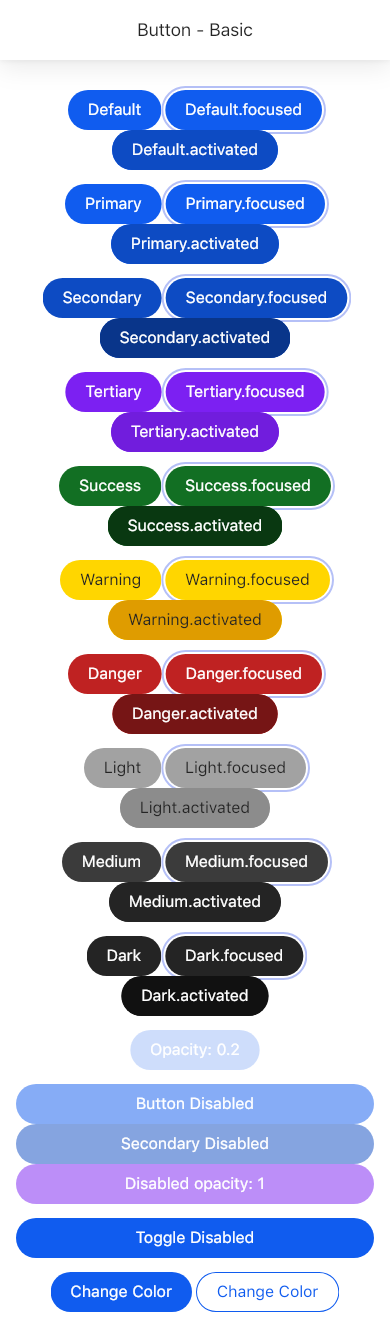 Button - Basic
Default Default.focused
Default.activated
Primary Primary.focused
Primary.activated
Secondary Secondary.focused
Secondary.activated
Tertiary Tertiary.focused
Tertiary.activated
Success Success.focused
Success.activated
Warning Warning.focused
Warning.activated
Danger Danger.focused
Danger.activated
Light Light.focused
Light.activated
Medium Medium.focused
Medium.activated
Dark Dark.focused
Dark.activated
Opacity: 0.2
Button Disabled
Secondary Disabled
Disabled opacity: 1
Toggle Disabled
Change Color Change Color